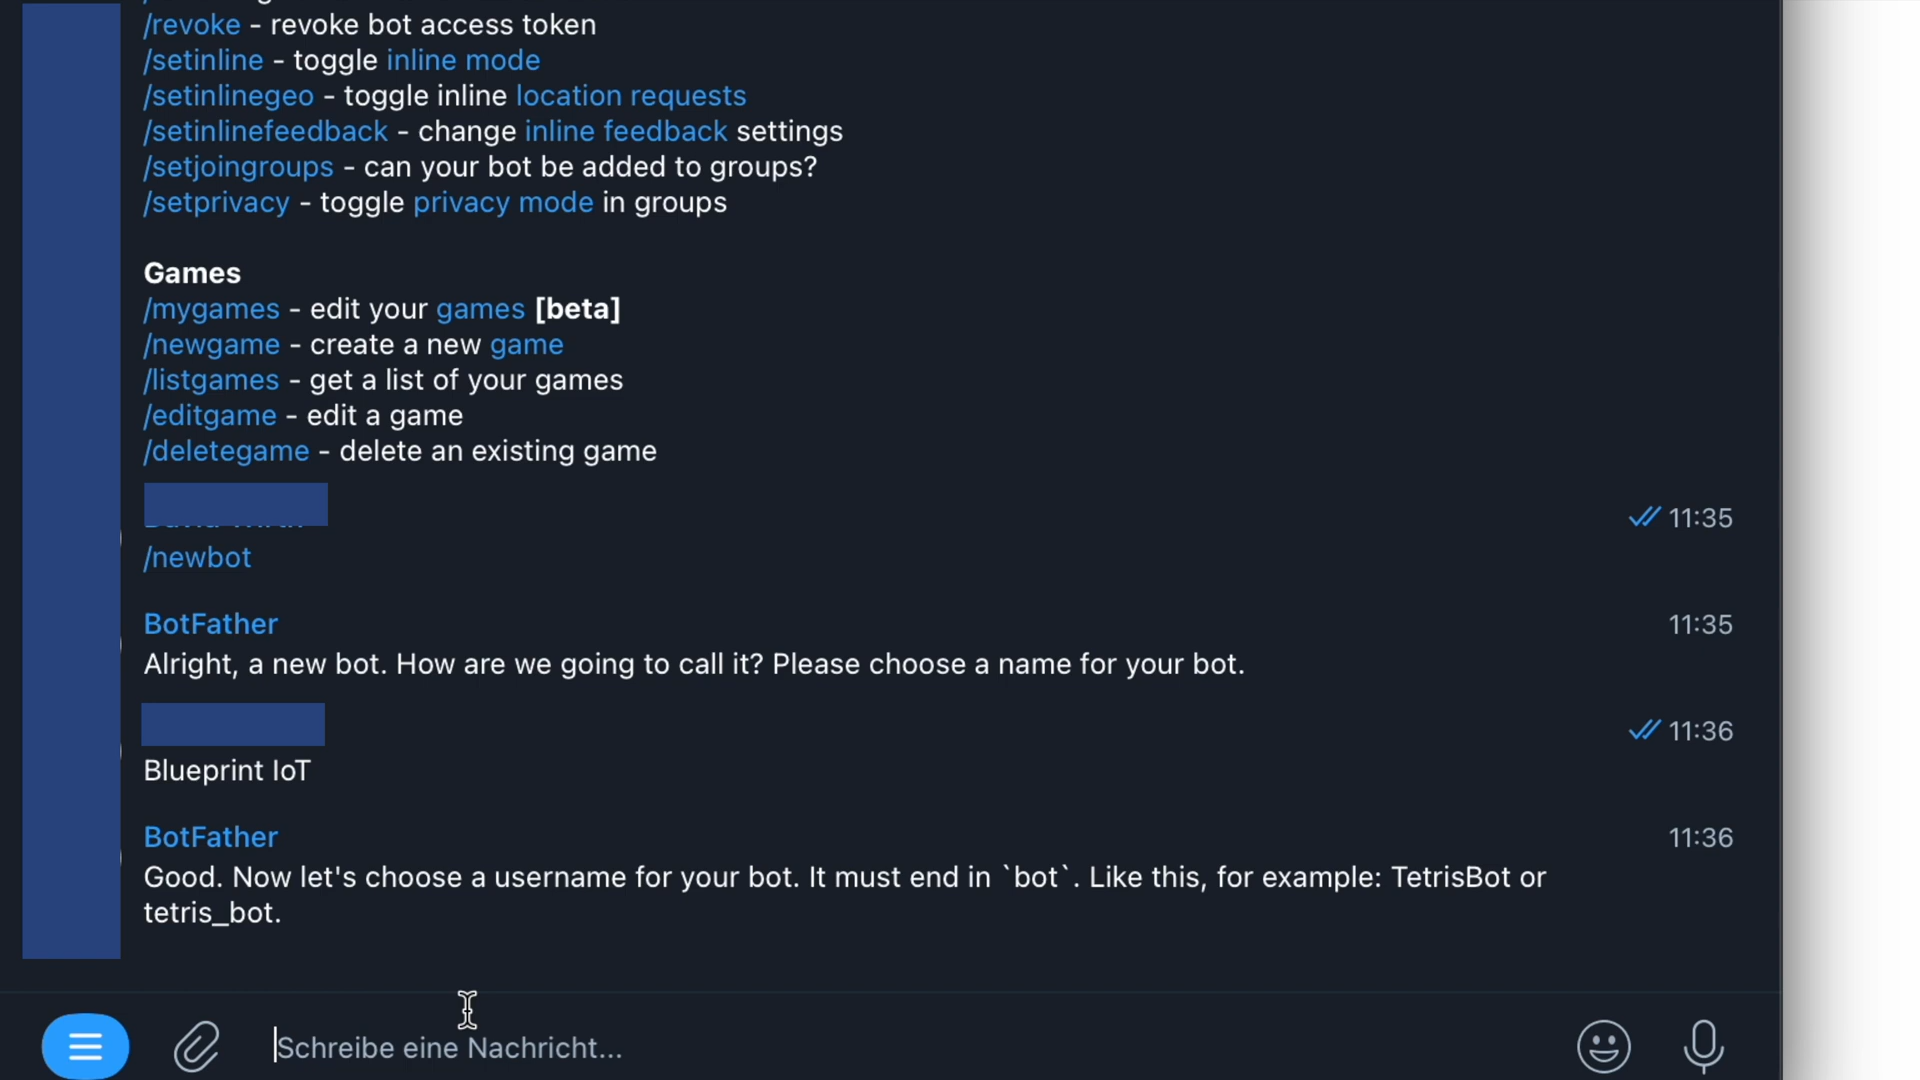 /revoke - revoke bot access token
/setinline - toggle inline mode
/setinlinegeo - toggle inline location requests
/setinlinefeedback - change inline feedback settings
/setjoingroups - can your bot be added to groups?
/setprivacy - toggle privacy mode in groups
Games
/mygames - edit your games [beta]
/newgame - create a new game
/listgames - get a list of your games
/editgame - edit a game
/deletegame - delete an existing game
11:35
/newbot
BotFather 11:35
Alright, a new bot. How are we going to call it? Please choose a name for your bot.
11:36
Blueprint IoT
BotFather 11:36
Good. Now let's choose a username for your bot. It must end in `bot`. Like this, for example: TetrisBot or
tetris_bot.
Schreibe eine Nachricht...